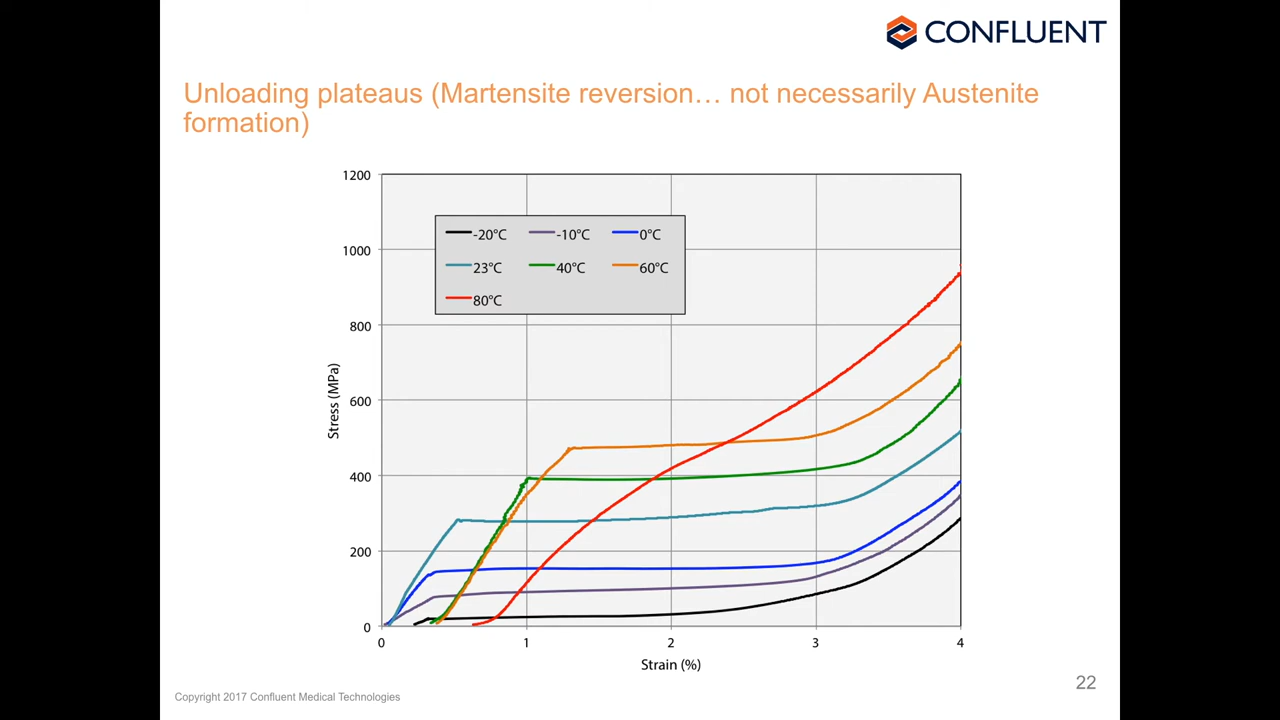 CONFLUENT
Unloading plateaus (Martensite reversion… not necessarily Austenite
formation)
1200
1000
800
600
400
200
0
Stress (MPa)
-20°C -10°C 0°C
23°C 40°C 60°C
80°C
0 1 2 3 4
Strain (%)
22
Copyright 2017 Confluent Medical Technologies